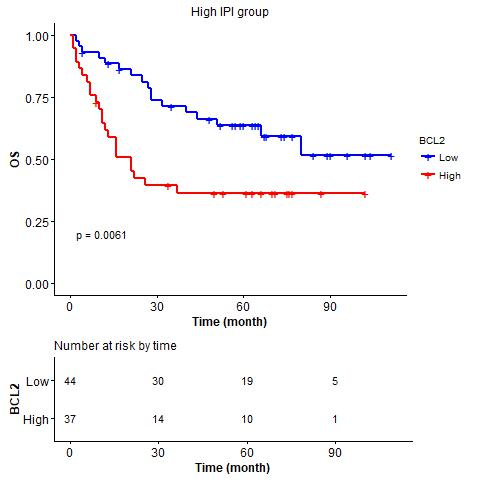 High IPI group
1.00
0.75
0.50
0.25
0.00
OS
p = 0.0061
BCL2
Low
High
0 30 60 90
Time (month)
Number at risk by time
BCL2
Low 44 30 19 5
High 37 14 10 1
0 30 60 90
Time (month)